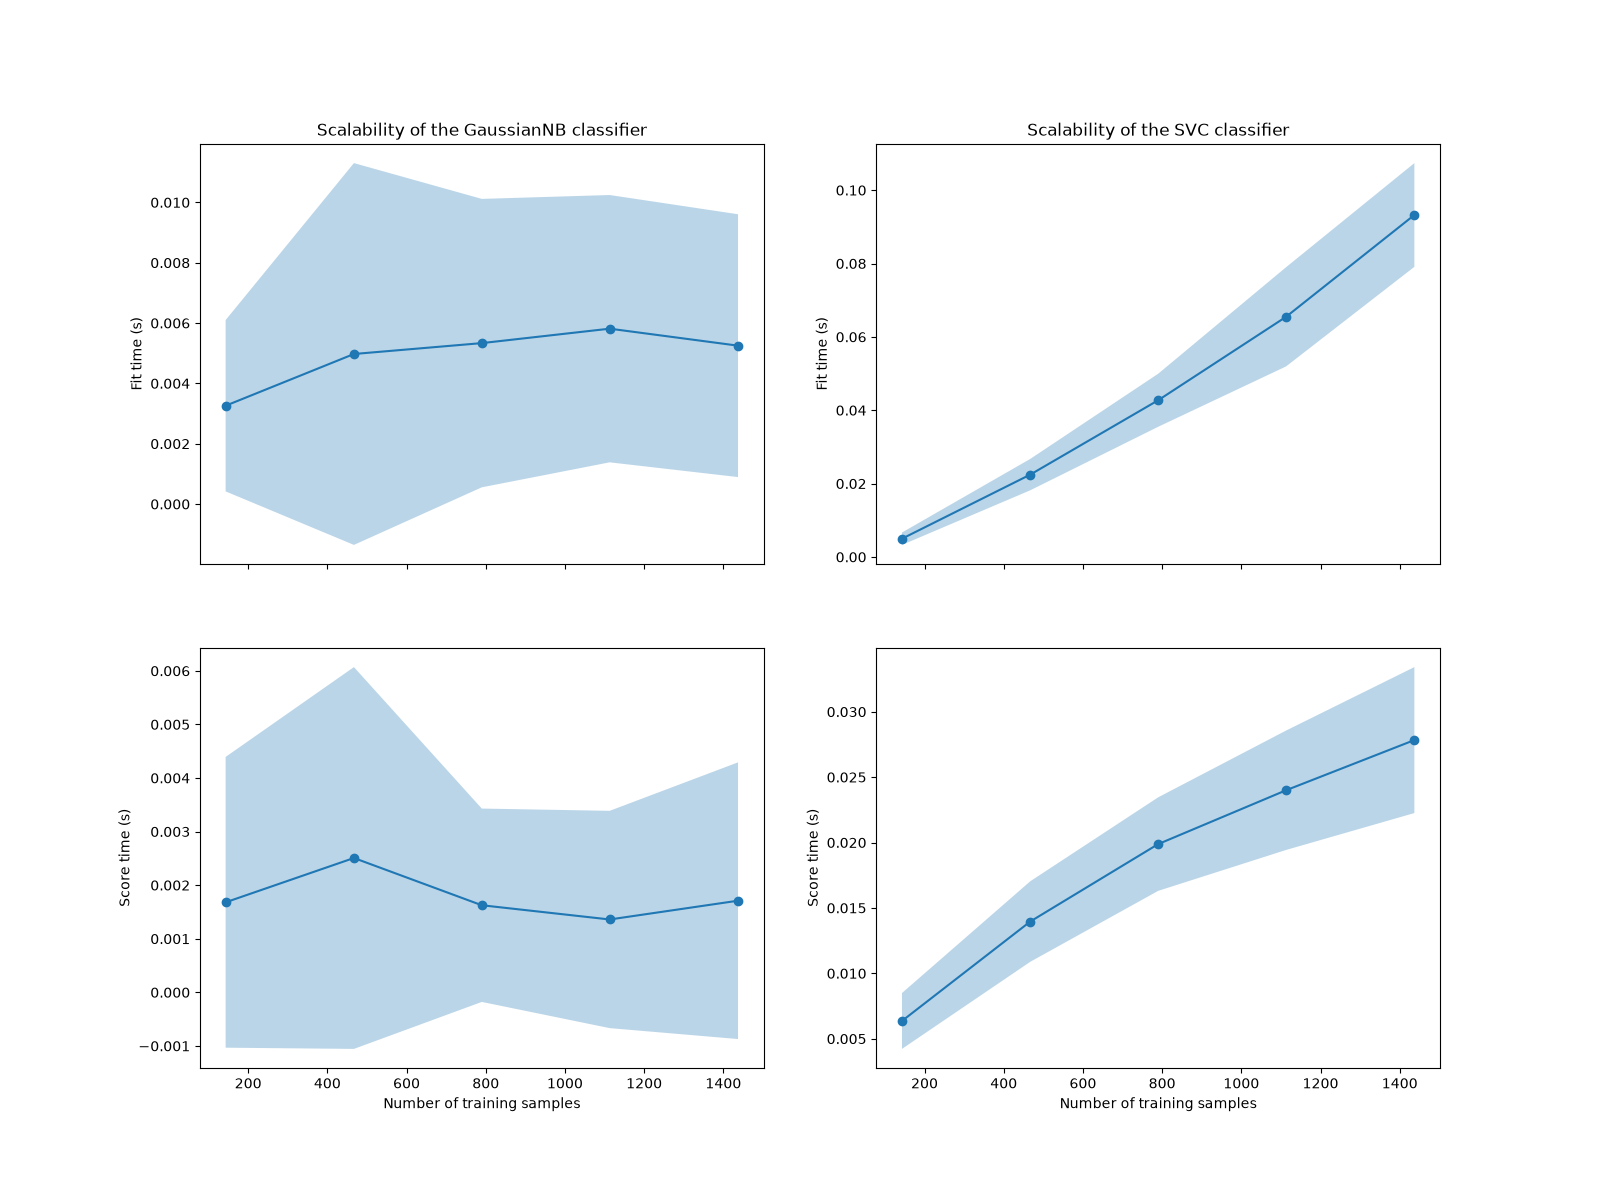 Scalability of the GaussianNB classifier
Fit time (s)
0.010
0.008
0.006
0.004
0.002
0.000
Scalability of the SVC classifier
Fit time (s)
0.10
0.08
0.06
0.04
0.02
0.00
Score time (s)
0.006
0.005
0.004
0.003
0.002
0.001
0.000
−0.001
200 400 600 800 1000 1200 1400
Number of training samples
Score time (s)
0.030
0.025
0.020
0.015
0.010
0.005
200 400 600 800 1000 1200 1400
Number of training samples